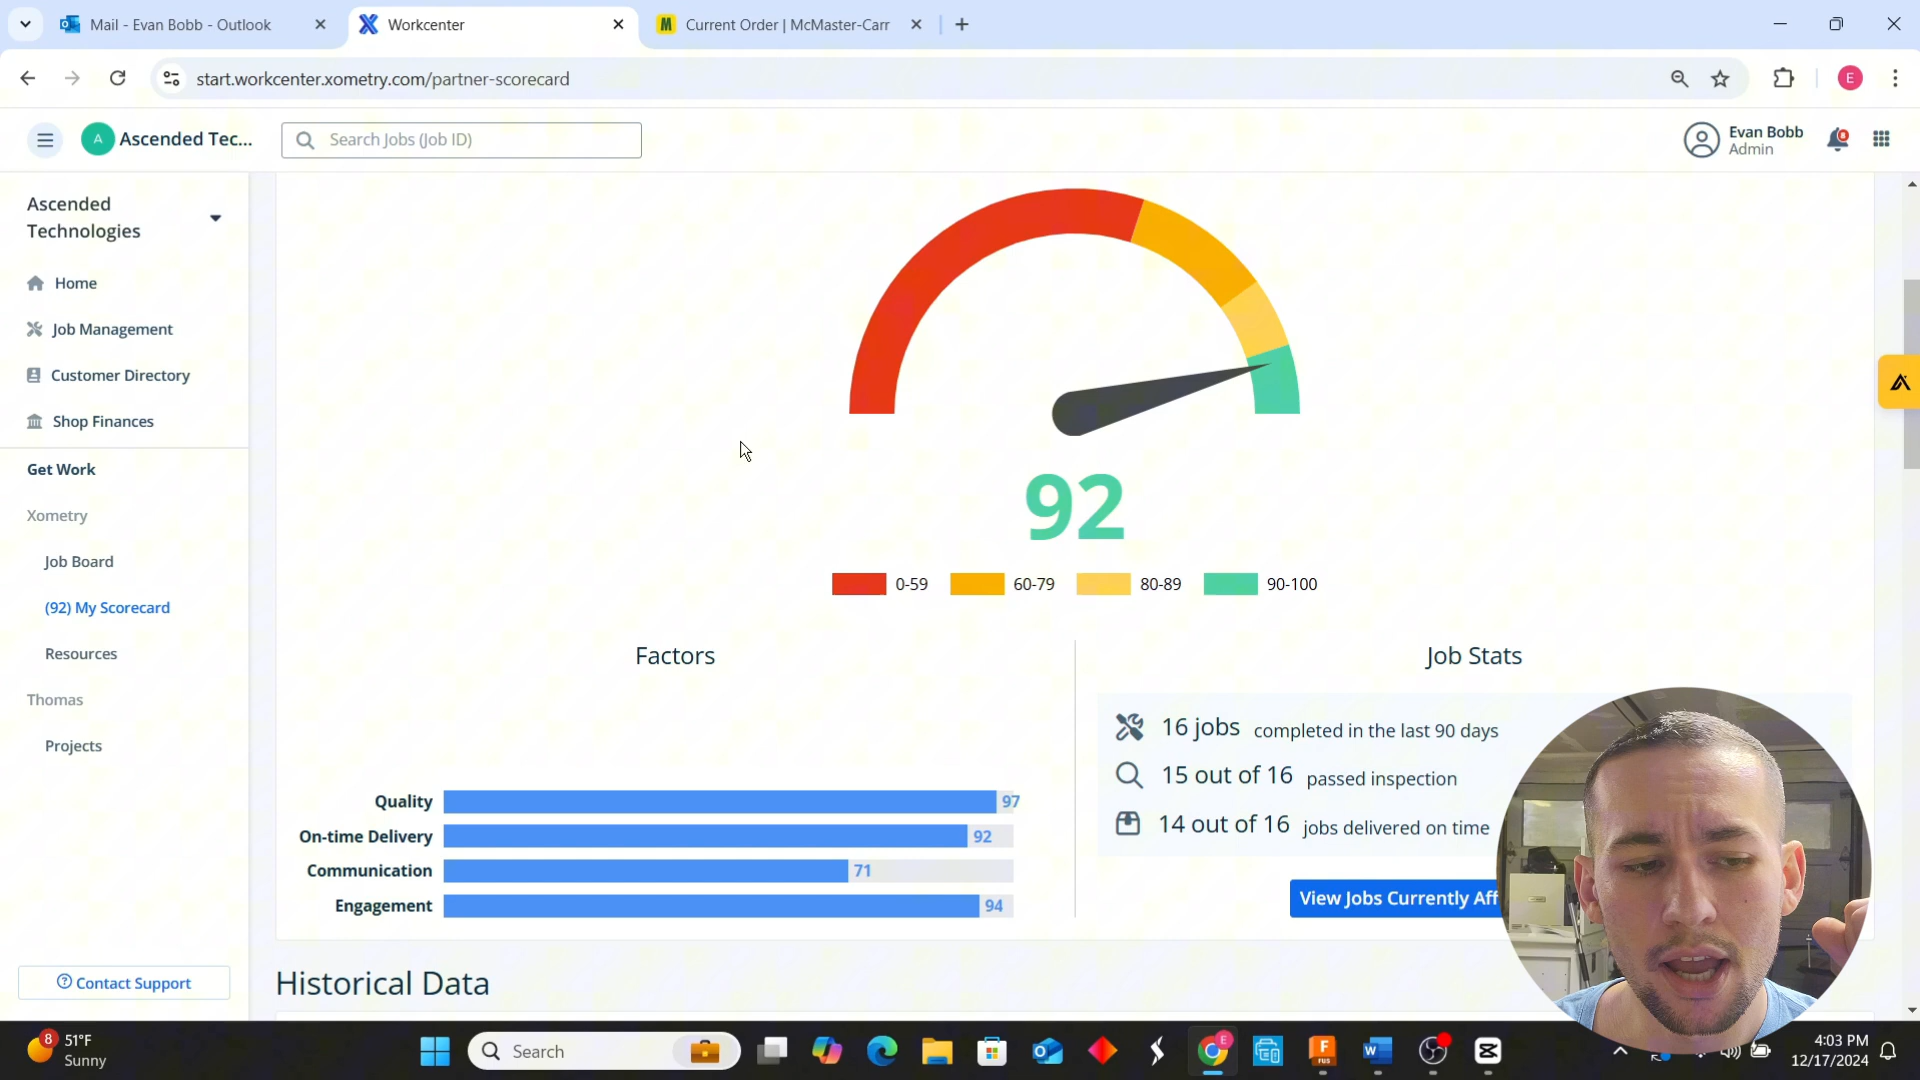 Mail - Evan Bobb - Outlook
Workcenter
Current Order | McMaster-Carr
start.workcenter.xometry.com/partner-scorecard
E
A
Ascended Tec...
Search Jobs (Job ID)
Evan Bobb
Admin
8
Ascended
Technologies
Home
Job Management
Customer Directory
Shop Finances
Get Work
Xometry
Job Board
(92) My Scorecard
Resources
Thomas
Projects
Contact Support
92
0-59
60-79
80-89
90-100
Factors
Quality 97
On-time Delivery 92
Communication 71
Engagement 94
Job Stats
16 jobs completed in the last 90 days
15 out of 16 passed inspection
14 out of 16 jobs delivered on time
View Jobs Currently Aff
Historical Data
8
51°F
Sunny
Search
4:03 PM
12/17/2024